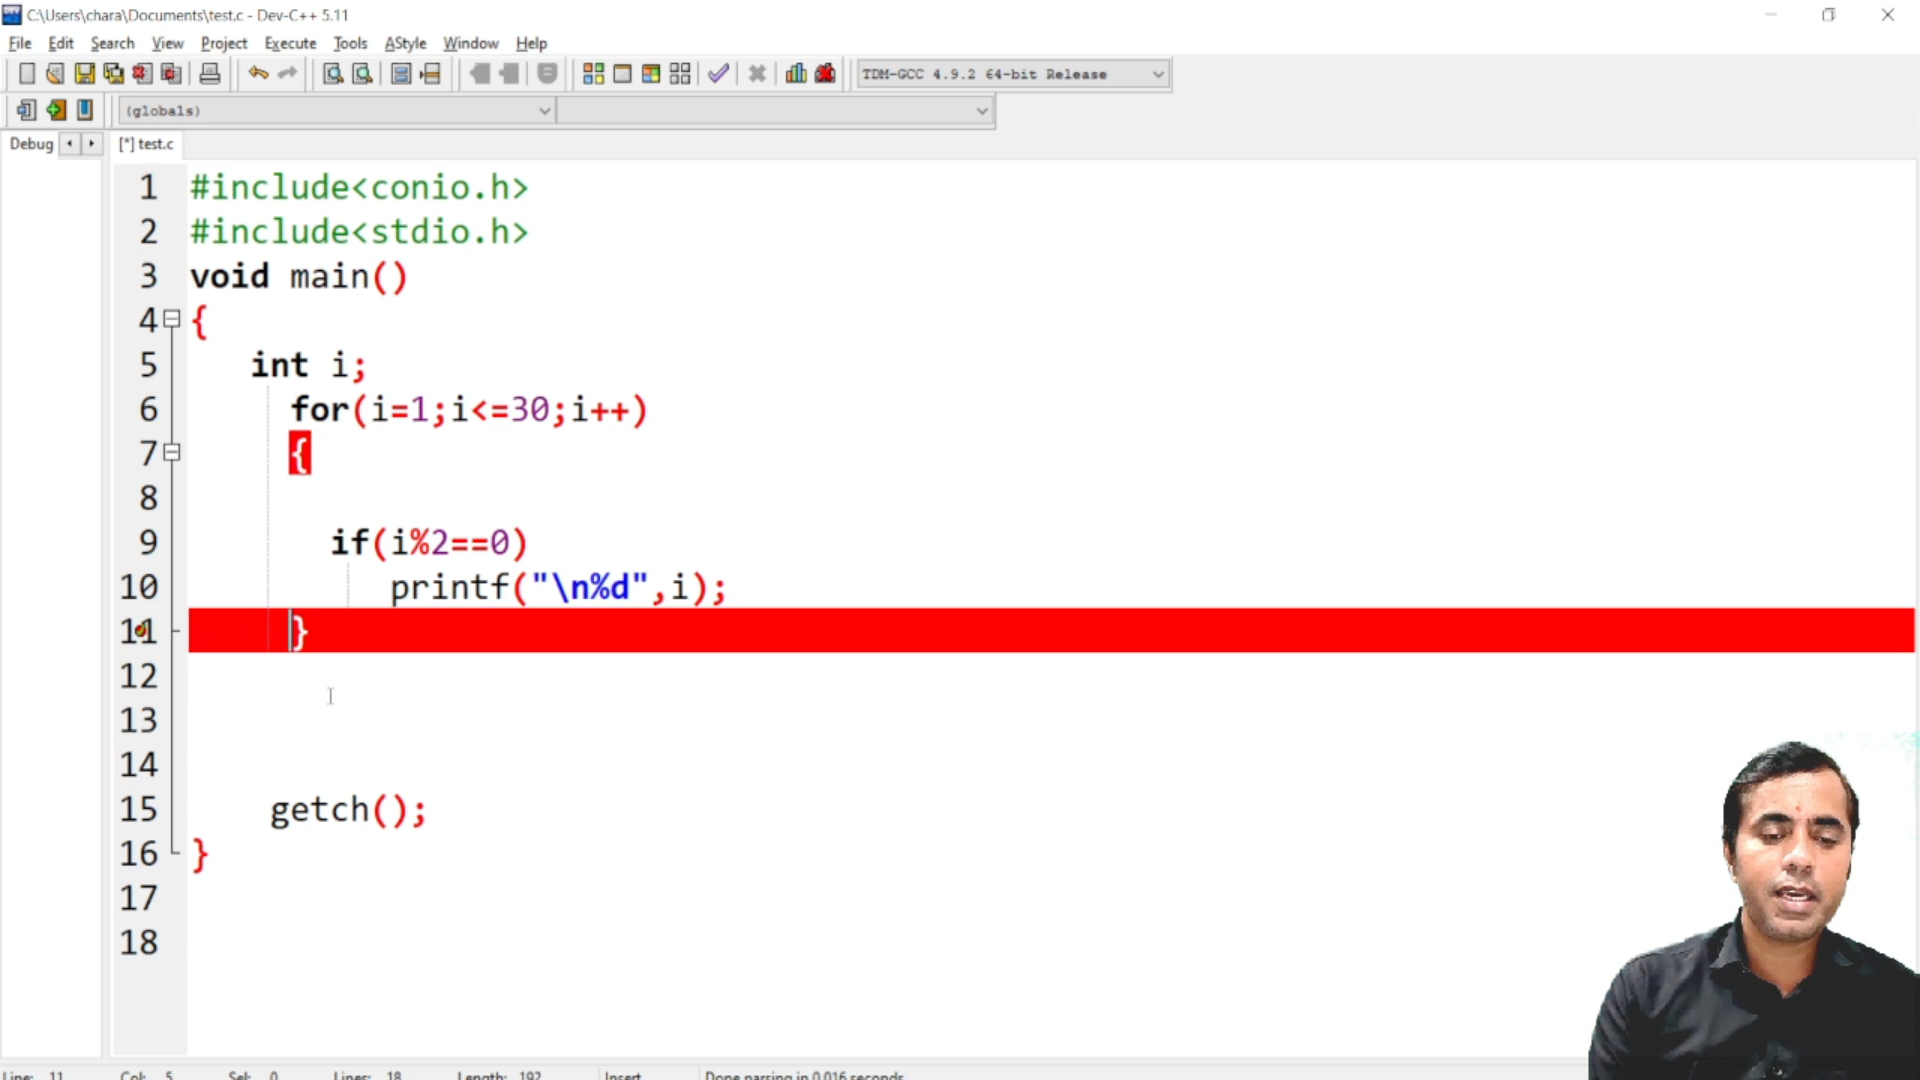 C:\Users\chara\Documents\test.c - Dev-C++ 5.11
File Edit Search View Project Execute Tools AStyle Window Help
TDM-GCC 4.9.2 64-bit Release
(globals)
Debug [*] test.c
1 #include<conio.h>
2 #include<stdio.h>
3 void main()
4 {
5 int i;
6 for(i=1;i<=30;i++)
7 {
8
9 if(i%2==0)
10 printf("\n%d",i);
11 }
12
13
14
15 getch();
16 }
17
18
Line: 11 Col: 5 Sel: 0 Lines: 18 Length: 192 Insert Done parsing in 0.016 seconds